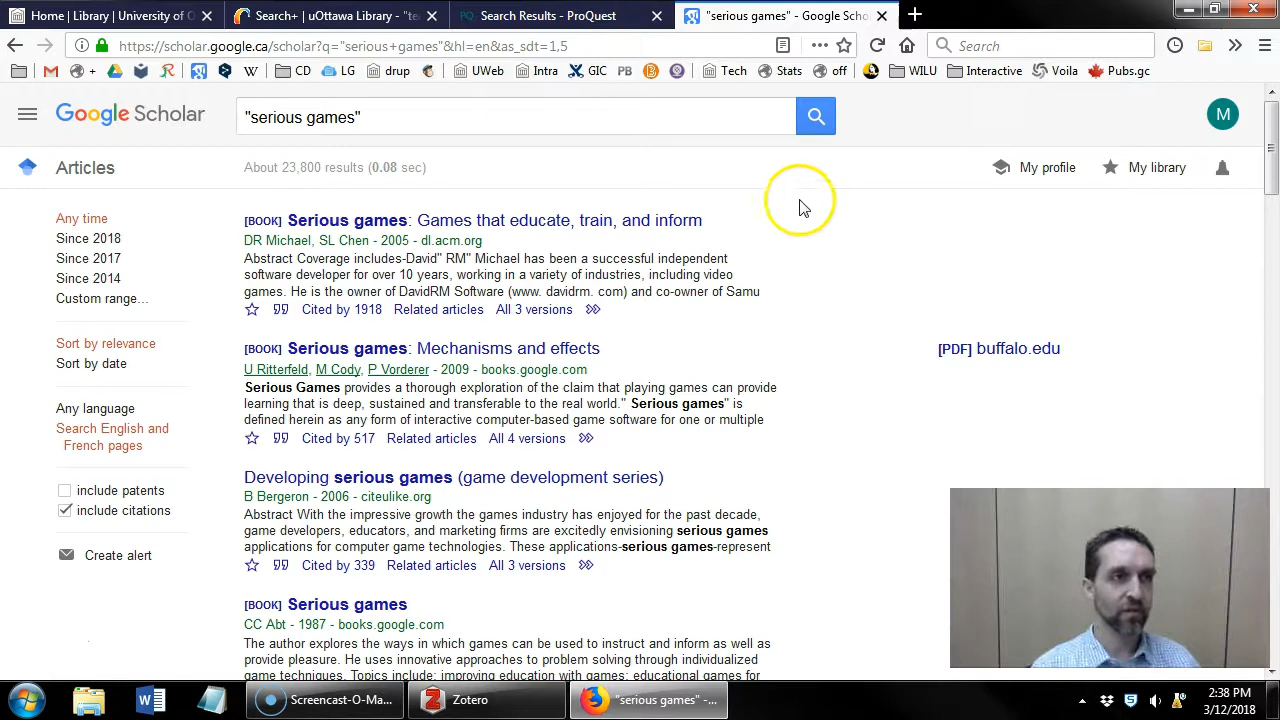 Home | Library | University of O
Search+ | uOttawa Library - "te
Search Results - ProQuest
"serious games" - Google Scho
https://scholar.google.ca/scholar?q="serious+games"&hl=en&as_sdt=1,5
Search
+
W
CD
LG
drup
UWeb
Intra
GIC
PB
Tech
Stats
off
WILU
Interactive
Voila
Pubs.gc
Google Scholar
"serious games"
M
Articles
About 23,800 results (0.08 sec)
My profile
My library
Any time
Since 2018
Since 2017
Since 2014
Custom range...
Sort by relevance
Sort by date
Any language
Search English and
French pages
include patents
include citations
Create alert
[BOOK] Serious games: Games that educate, train, and inform
DR Michael, SL Chen - 2005 - dl.acm.org
Abstract Coverage includes-David" RM" Michael has been a successful independent
software developer for over 10 years, working in a variety of industries, including video
games. He is the owner of DavidRM Software (www. davidrm. com) and co-owner of Samu
Cited by 1918 Related articles All 3 versions
[BOOK] Serious games: Mechanisms and effects
[PDF] buffalo.edu
U Ritterfeld, M Cody, P Vorderer - 2009 - books.google.com
Serious Games provides a thorough exploration of the claim that playing games can provide
learning that is deep, sustained and transferable to the real world." Serious games" is
defined herein as any form of interactive computer-based game software for one or multiple
Cited by 517 Related articles All 4 versions
Developing serious games (game development series)
B Bergeron - 2006 - citeulike.org
Abstract With the impressive growth the games industry has enjoyed for the past decade,
game developers, educators, and marketing firms are excitedly envisioning serious games
applications for computer game technologies. These applications-serious games-represent
Cited by 339 Related articles All 3 versions
[BOOK] Serious games
CC Abt - 1987 - books.google.com
The author explores the ways in which games can be used to instruct and inform as well as
provide pleasure. He uses innovative approaches to problem solving through individualized
game techniques. Topics include: improving education with games; educational games for
Screencast-O-Ma...
Zotero
"serious games" -...
2:38 PM
3/12/2018